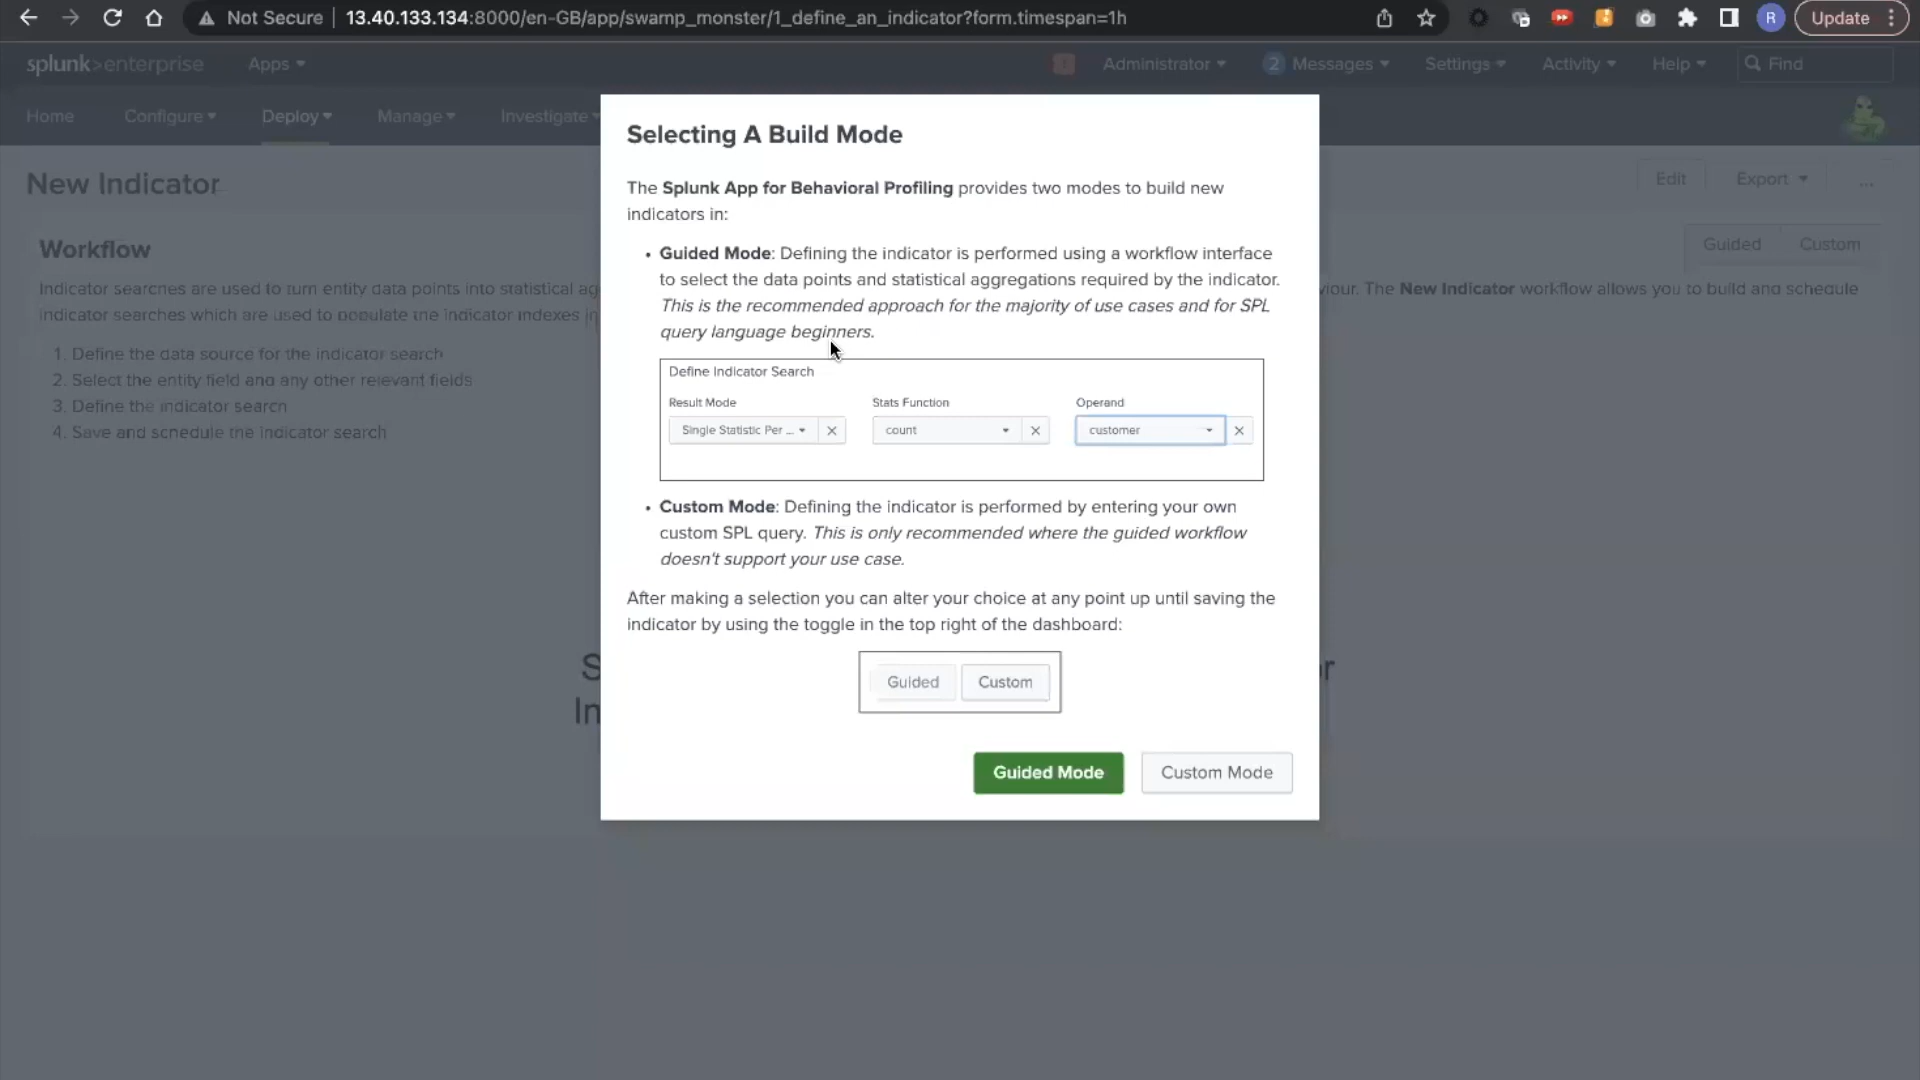 Not Secure
13.40.133.134:8000/en-GB/app/swamp_monster/1_define_an_indicator?form.timespan=1h
R
Update
splunk>enterprise
Apps
Administrator
2
Messages
Settings
Activity
Help
Find
Home
Configure
Deploy
Manage
Investigate
New Indicator
Edit
Export
...
Workflow
Guided
Custom
Indicator searches are used to turn entity data points into statistical ag
viour. The New Indicator workflow allows you to build and schedule
indicator searches which are used to populate the indicator indexes in
1. Define the data source for the indicator search
2. Select the entity field and any other relevant fields
3. Define the indicator search
4. Save and schedule the indicator search
S
In
r
Selecting A Build Mode
The Splunk App for Behavioral Profiling provides two modes to build new
indicators in:
• Guided Mode: Defining the indicator is performed using a workflow interface
to select the data points and statistical aggregations required by the indicator.
This is the recommended approach for the majority of use cases and for SPL
query language beginners.
Define Indicator Search
Result Mode
Stats Function
Operand
Single Statistic Per ...
count
customer
• Custom Mode: Defining the indicator is performed by entering your own
custom SPL query. This is only recommended where the guided workflow
doesn't support your use case.
After making a selection you can alter your choice at any point up until saving the
indicator by using the toggle in the top right of the dashboard:
Guided
Custom
Guided Mode
Custom Mode